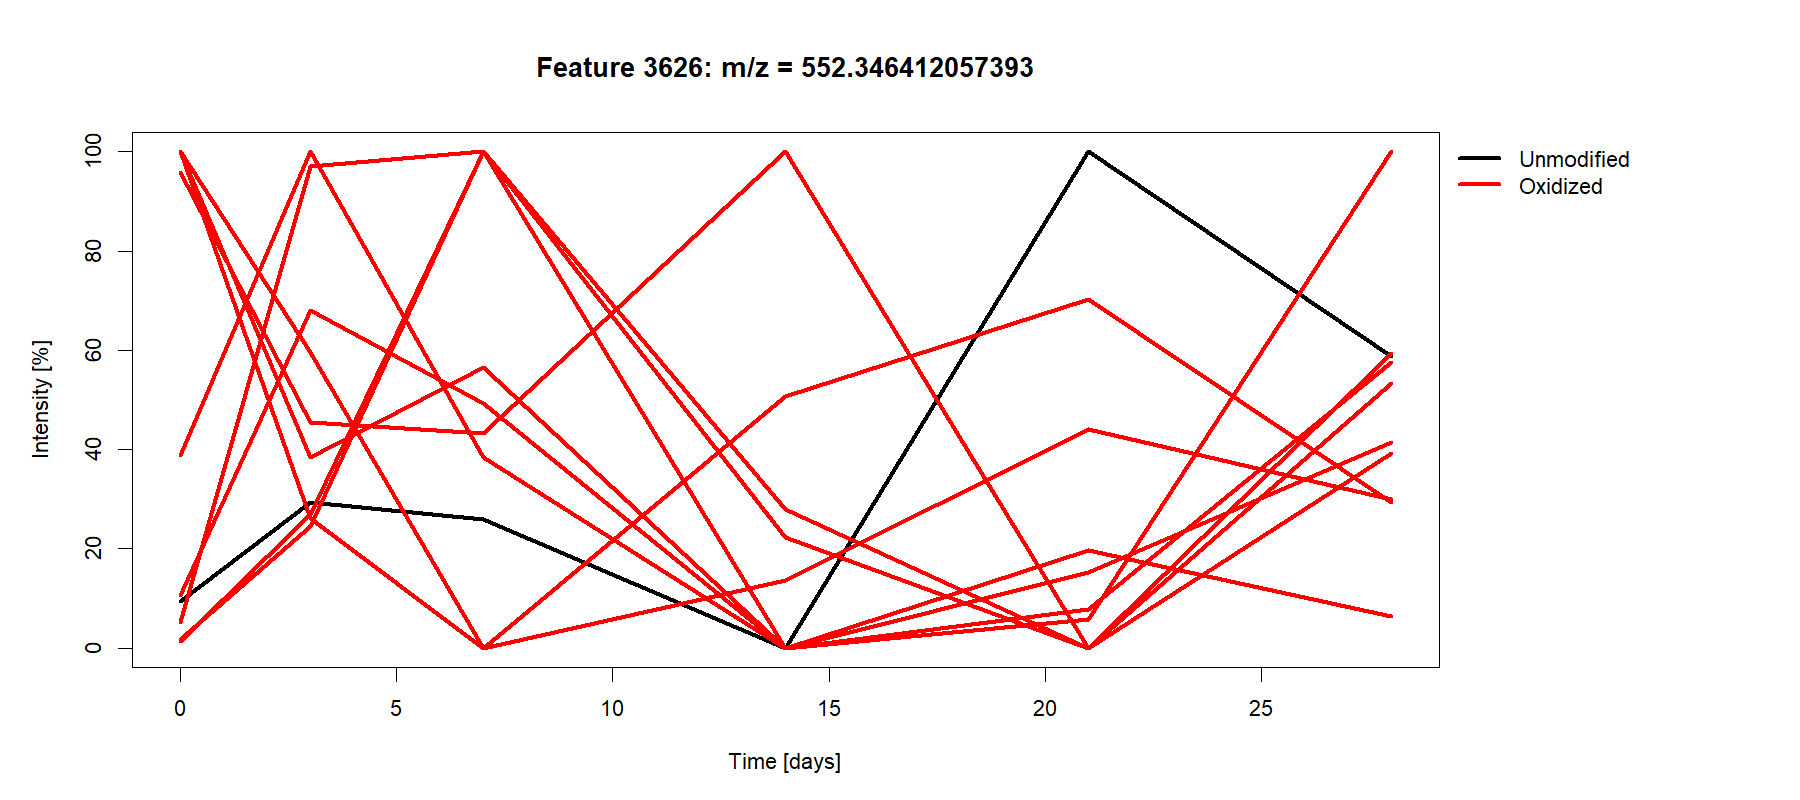 Feature 3626: m/z = 552.346412057393
Unmodified
Oxidized
Intensity [%]
100
80
60
40
20
0
0 5 10 15 20 25
Time [days]